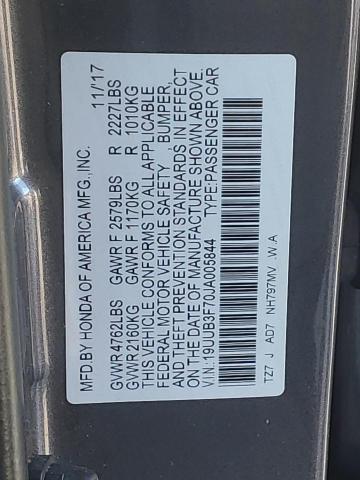 MFD.BY HONDA OF AMERICA MFG.,INC. 11/17
GVWR 4762LBS GAWR F 2579LBS R 2227LBS
GVWR 2160KG GAWR F 1170KG R 1010KG
THIS VEHICLE CONFORMS TO ALL APPLICABLE
FEDERAL MOTOR VEHICLE SAFETY BUMPER,
AND THEFT PREVENTION STANDARDS IN EFFECT
ON THE DATE OF MANUFACTURE SHOWN ABOVE.
V.I.N.:19UUB3F70JA005844 TYPE:PASSENGER CAR
TZ7 J AD7 NH797MV .W.A